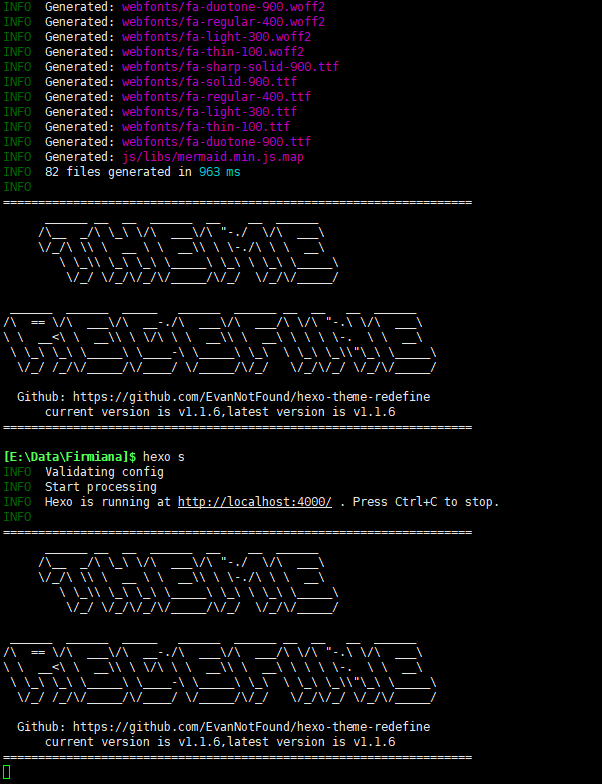 INFO  Generated: webfonts/fa-duotone-900.woff2
INFO  Generated: webfonts/fa-regular-400.woff2
INFO  Generated: webfonts/fa-light-300.woff2
INFO  Generated: webfonts/fa-thin-100.woff2
INFO  Generated: webfonts/fa-sharp-solid-900.ttf
INFO  Generated: webfonts/fa-solid-900.ttf
INFO  Generated: webfonts/fa-regular-400.ttf
INFO  Generated: webfonts/fa-light-300.ttf
INFO  Generated: webfonts/fa-thin-100.ttf
INFO  Generated: webfonts/fa-duotone-900.ttf
INFO  Generated: js/libs/mermaid.min.js.map
INFO  82 files generated in 963 ms
INFO
THEME
REDEFINE
Github: https://github.com/EvanNotFound/hexo-theme-redefine
current version is v1.1.6,latest version is v1.1.6
[E:\Data\Firmiana]$ hexo s
INFO  Validating config
INFO  Start processing
INFO  Hexo is running at http://localhost:4000/ . Press Ctrl+C to stop.
INFO
THEME
REDEFINE
Github: https://github.com/EvanNotFound/hexo-theme-redefine
current version is v1.1.6,latest version is v1.1.6